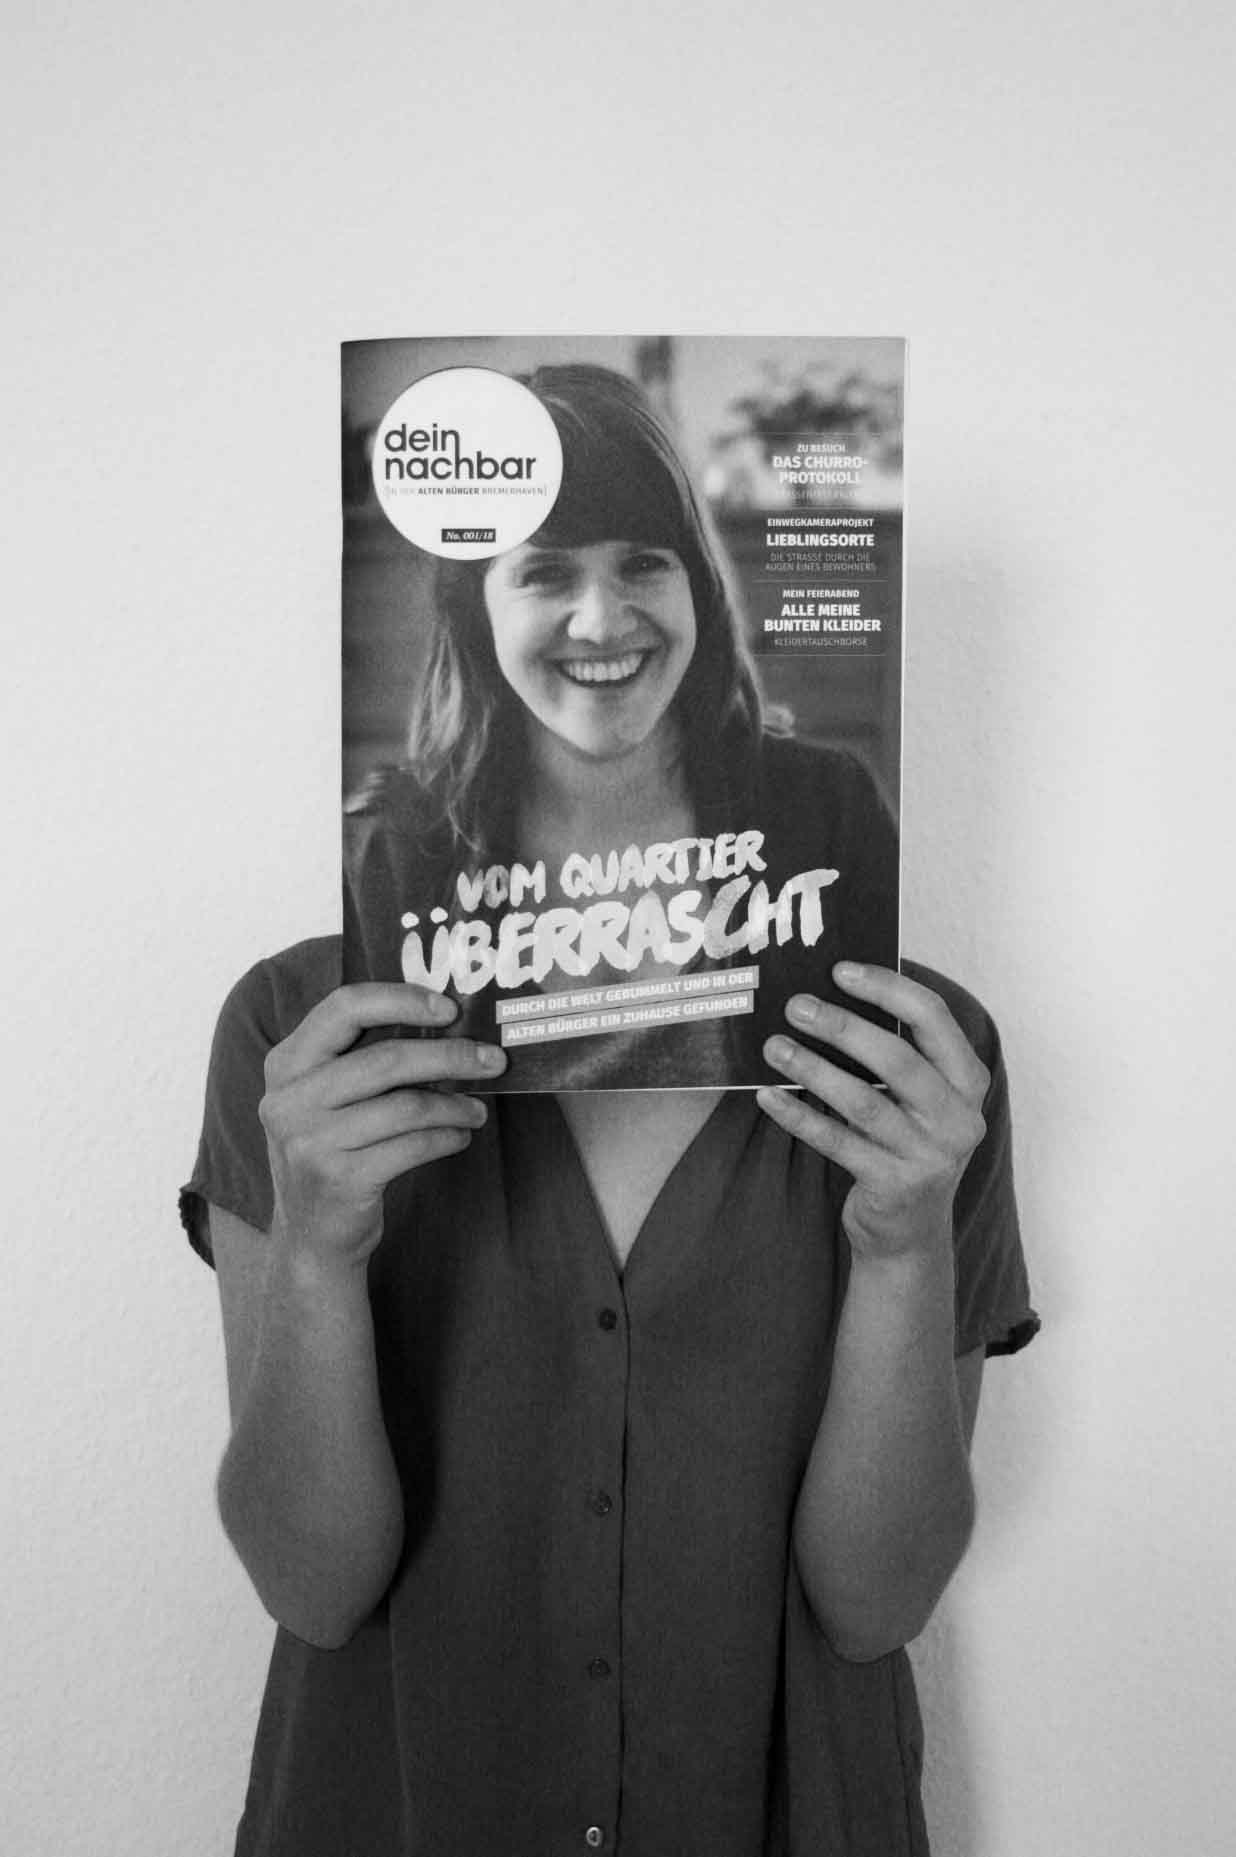 dein
nachbar
[IN DER ALTEN BÜRGER BREMERHAVEN]
No. 001/18
ZU BESUCH
DAS CHURRO-
PROTOKOLL
EINWEGKAMERAPROJEKT
LIEBLINGSORTE
DIE STRASSE DURCH DIE
AUGEN EINES BEWOHNERS
MEIN FEIERABEND
ALLE MEINE
BUNTEN KLEIDER
KLEIDERTAUSCHBÖRSE
VOM QUARTIER
ÜBERRASCHT
DURCH DIE WELT GEBUMMELT UND IN DER
ALTEN BÜRGER EIN ZUHAUSE GEFUNDEN